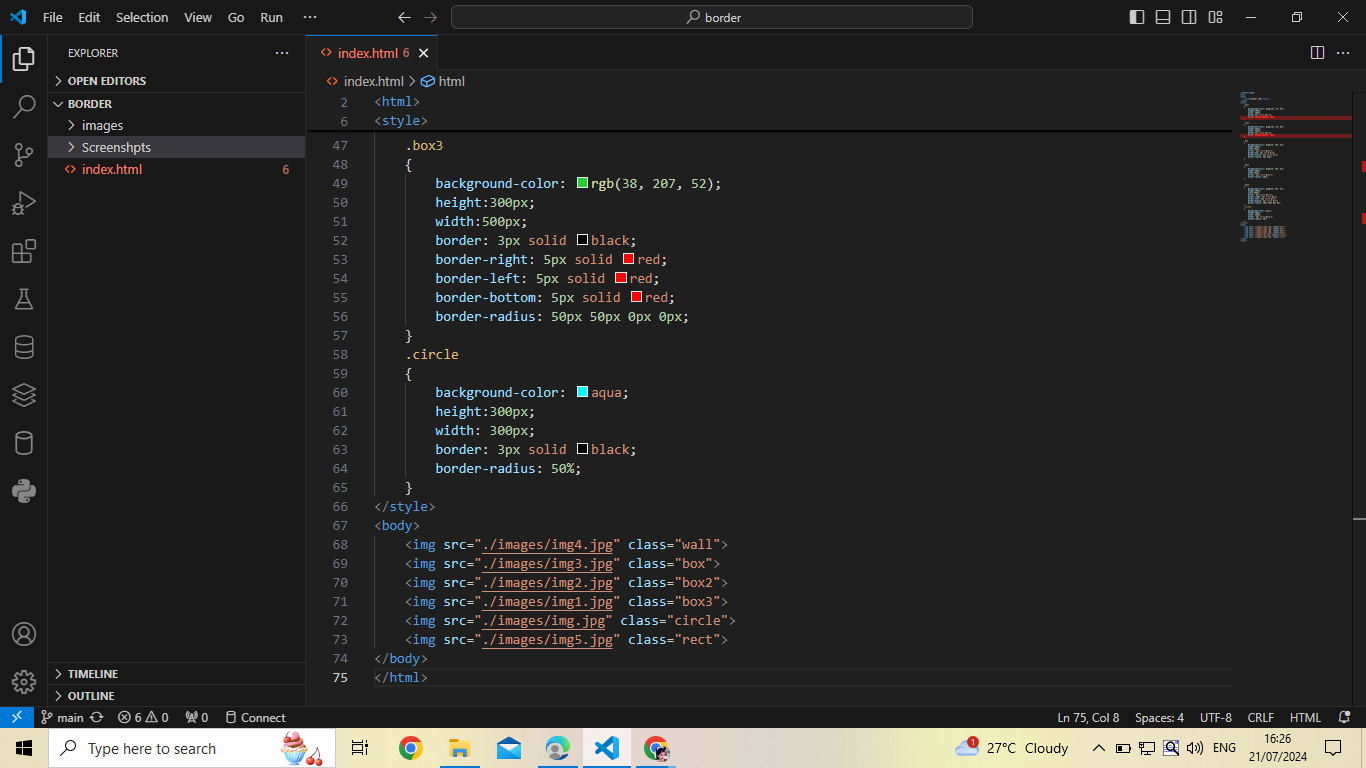 File Edit Selection View Go Run ··· border
EXPLORER ···
OPEN EDITORS
BORDER
images
Screenshpts
index.html 6
index.html 6
index.html > html
2 <html>
6 <style>
47 .box3
48 {
49 background-color: rgb(38, 207, 52);
50 height:300px;
51 width:500px;
52 border: 3px solid black;
53 border-right: 5px solid red;
54 border-left: 5px solid red;
55 border-bottom: 5px solid red;
56 border-radius: 50px 50px 0px 0px;
57 }
58 .circle
59 {
60 background-color: aqua;
61 height:300px;
62 width: 300px;
63 border: 3px solid black;
64 border-radius: 50%;
65 }
66 </style>
67 <body>
68 <img src="./images/img4.jpg" class="wall">
69 <img src="./images/img3.jpg" class="box">
70 <img src="./images/img2.jpg" class="box2">
71 <img src="./images/img1.jpg" class="box3">
72 <img src="./images/img.jpg" class="circle">
73 <img src="./images/img5.jpg" class="rect">
74 </body>
75 </html>
TIMELINE
OUTLINE
main 6 0 0 Connect Ln 75, Col 8 Spaces: 4 UTF-8 CRLF HTML
Type here to search 1 27°C Cloudy ENG 16:26
21/07/2024